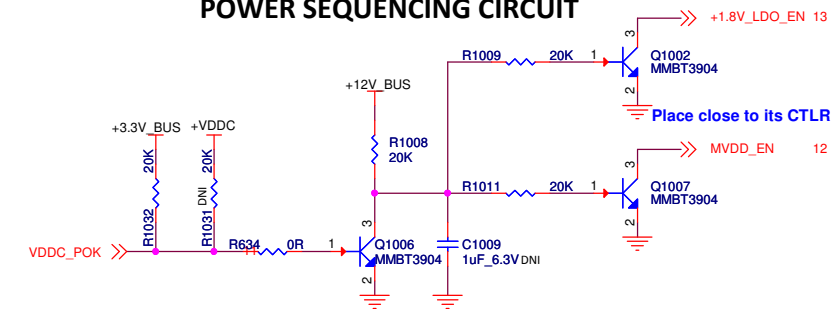 POWER SEQUENCING CIRCUIT
+1.8V_LDO_EN 13
3
R1009 20K 1
Q1002
MMBT3904
2
+12V_BUS
Place close to its CTLR
+3.3V_BUS +VDDC
R1008
20K
MVDD_EN 12
20K
20K
DNI
3
R1011 20K 1
Q1007
MMBT3904
2
R1032
R1031
3
VDDC_POK
R634 0R 1
Q1006
MMBT3904
2
C1009
1uF_6.3V DNI